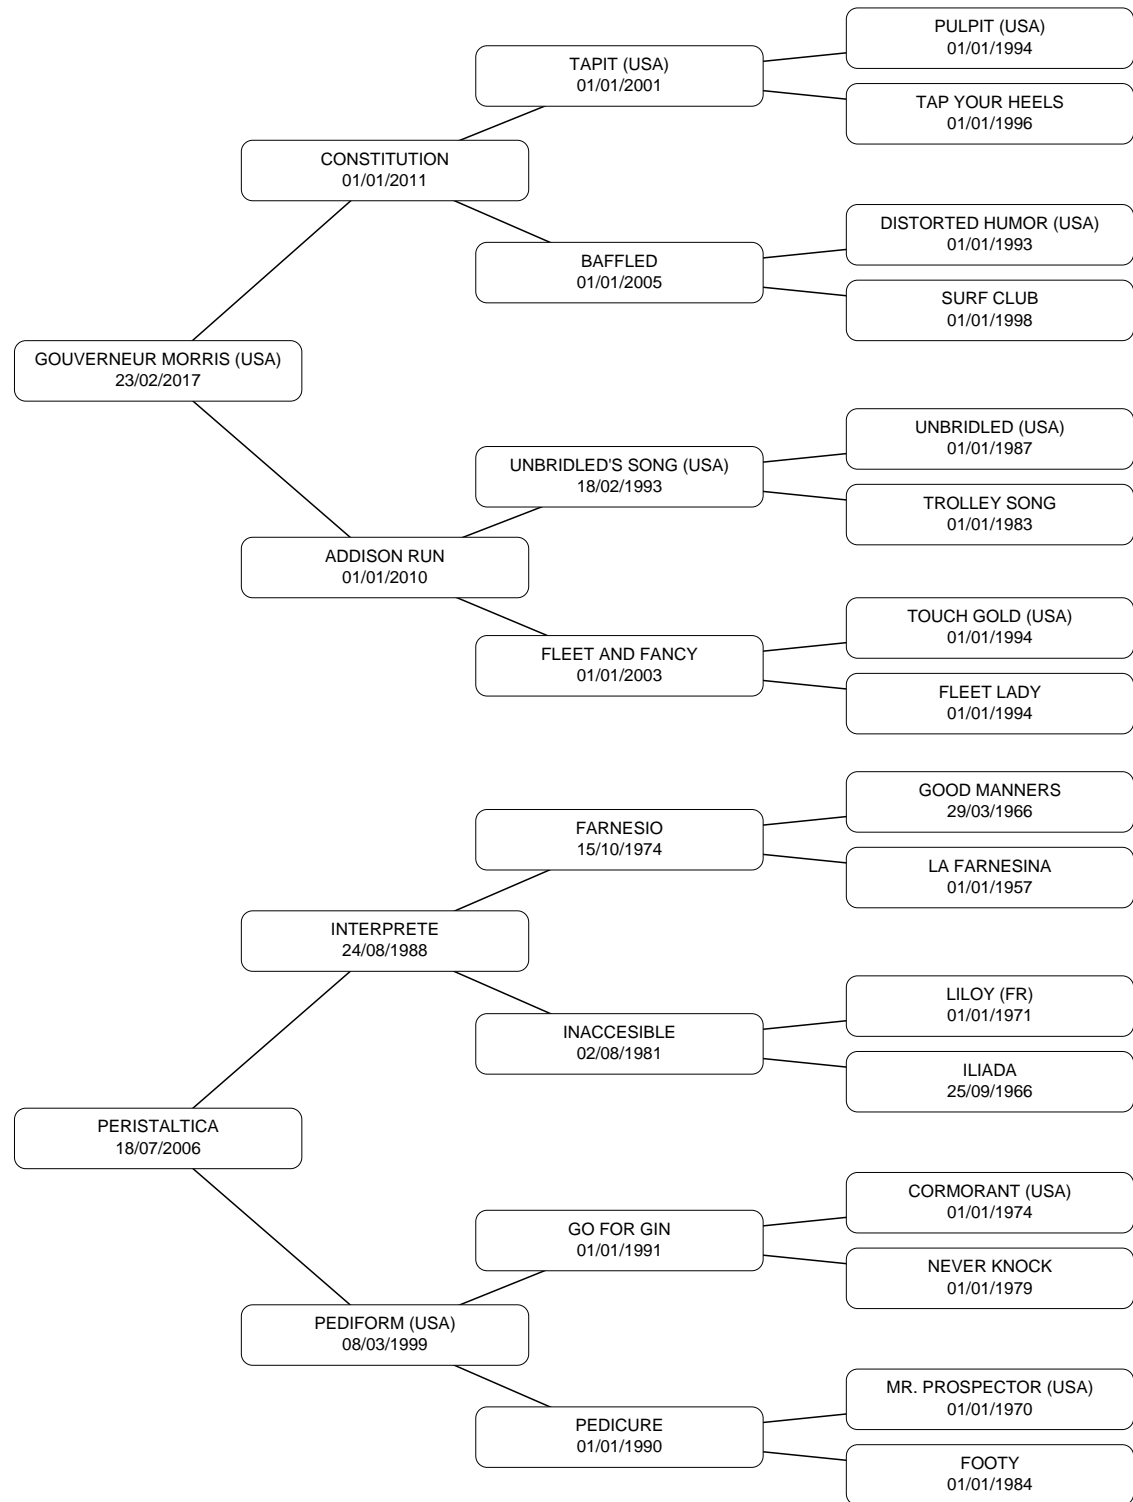 PULPIT (USA)
01/01/1994
TAPIT (USA)
01/01/2001
TAP YOUR HEELS
01/01/1996
CONSTITUTION
01/01/2011
DISTORTED HUMOR (USA)
01/01/1993
BAFFLED
01/01/2005
SURF CLUB
01/01/1998
GOUVERNEUR MORRIS (USA)
23/02/2017
UNBRIDLED (USA)
01/01/1987
UNBRIDLED'S SONG (USA)
18/02/1993
TROLLEY SONG
01/01/1983
ADDISON RUN
01/01/2010
TOUCH GOLD (USA)
01/01/1994
FLEET AND FANCY
01/01/2003
FLEET LADY
01/01/1994
GOOD MANNERS
29/03/1966
FARNESIO
15/10/1974
LA FARNESINA
01/01/1957
INTERPRETE
24/08/1988
LILOY (FR)
01/01/1971
INACCESIBLE
02/08/1981
ILIADA
25/09/1966
PERISTALTICA
18/07/2006
CORMORANT (USA)
01/01/1974
GO FOR GIN
01/01/1991
NEVER KNOCK
01/01/1979
PEDIFORM (USA)
08/03/1999
MR. PROSPECTOR (USA)
01/01/1970
PEDICURE
01/01/1990
FOOTY
01/01/1984